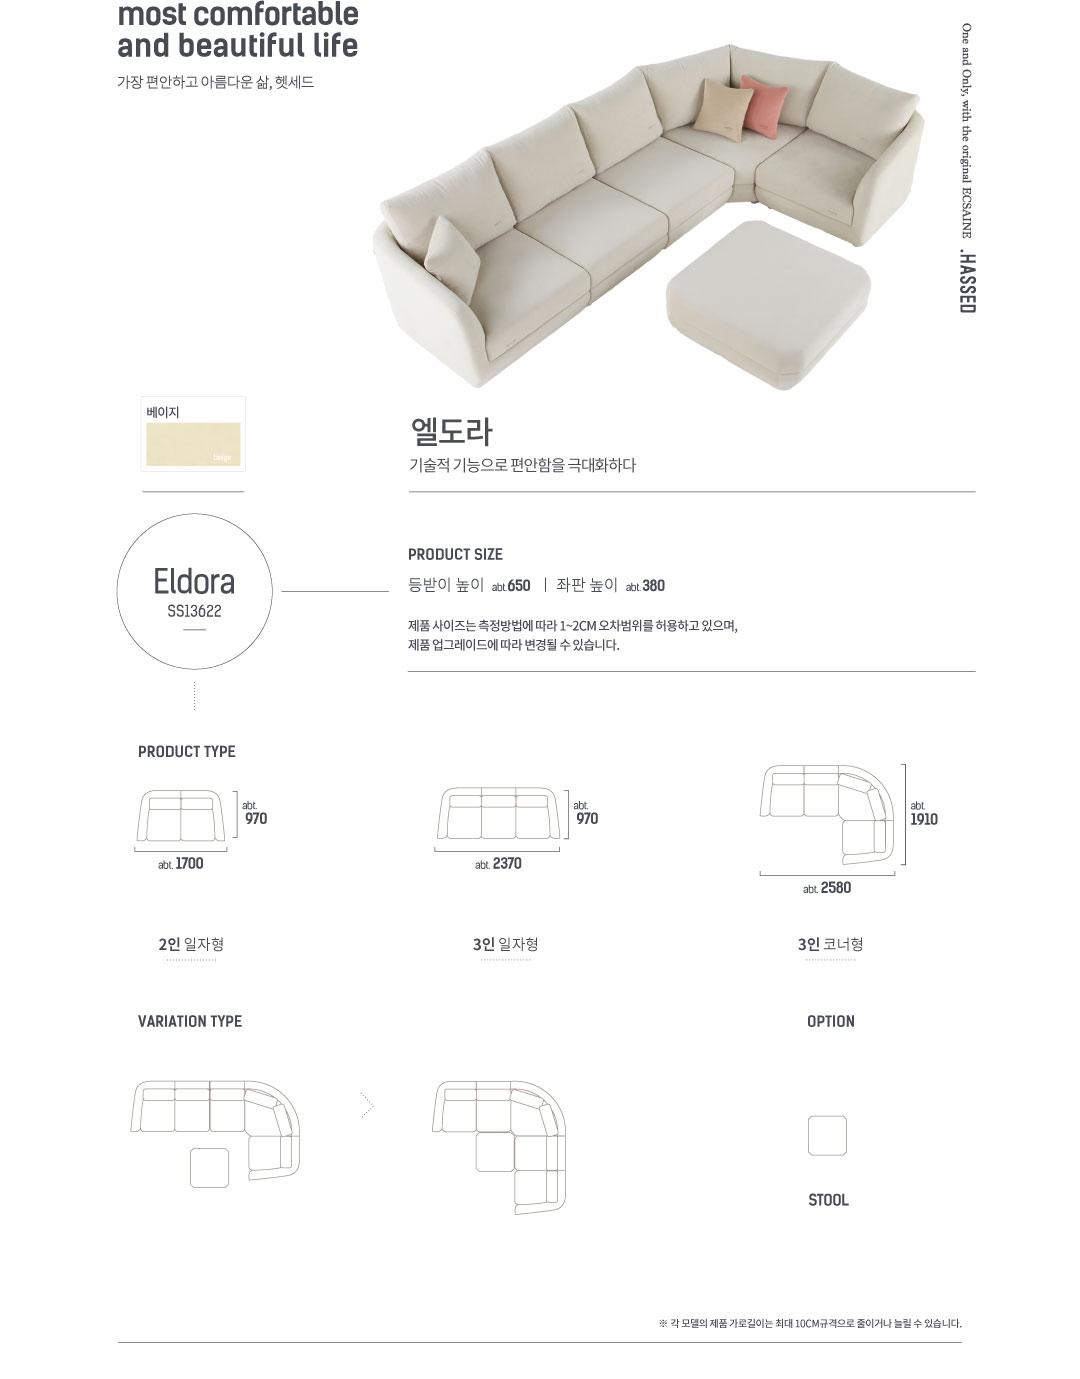 most comfortable
and beautiful life
가장 편안하고 아름다운 삶, 헷세드
One and Only, with the original ECSAINE .HASSED
베이지
beige
엘도라
기술적 기능으로 편안함을 극대화하다
Eldora
SS13622
PRODUCT SIZE
등받이 높이 abt.650 | 좌판 높이 abt.380
제품 사이즈는 측정방법에 따라 1~2CM 오차범위를 허용하고 있으며,
제품 업그레이드에 따라 변경될 수 있습니다.
PRODUCT TYPE
abt.
970
abt. 1700
abt.
970
abt. 2370
abt.
1910
abt. 2580
2인 일자형
3인 일자형
3인 코너형
VARIATION TYPE
OPTION
STOOL
※ 각 모델의 제품 가로길이는 최대 10CM규격으로 줄이거나 늘릴 수 있습니다.